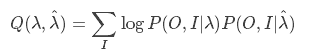 Q(λ, λ̂) = ∑_I log P(O, I|λ)P(O, I|λ̂)